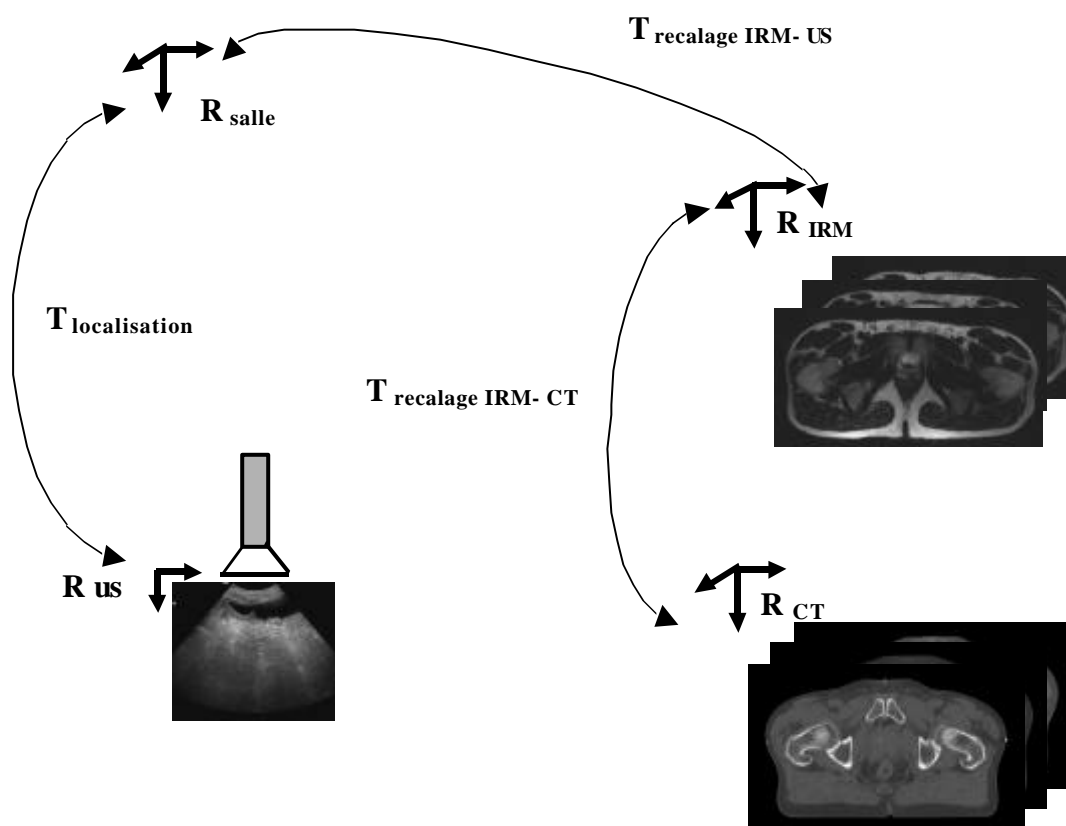 T recalage IRM- US
R salle
R IRM
T localisation
T recalage IRM- CT
R us
R CT